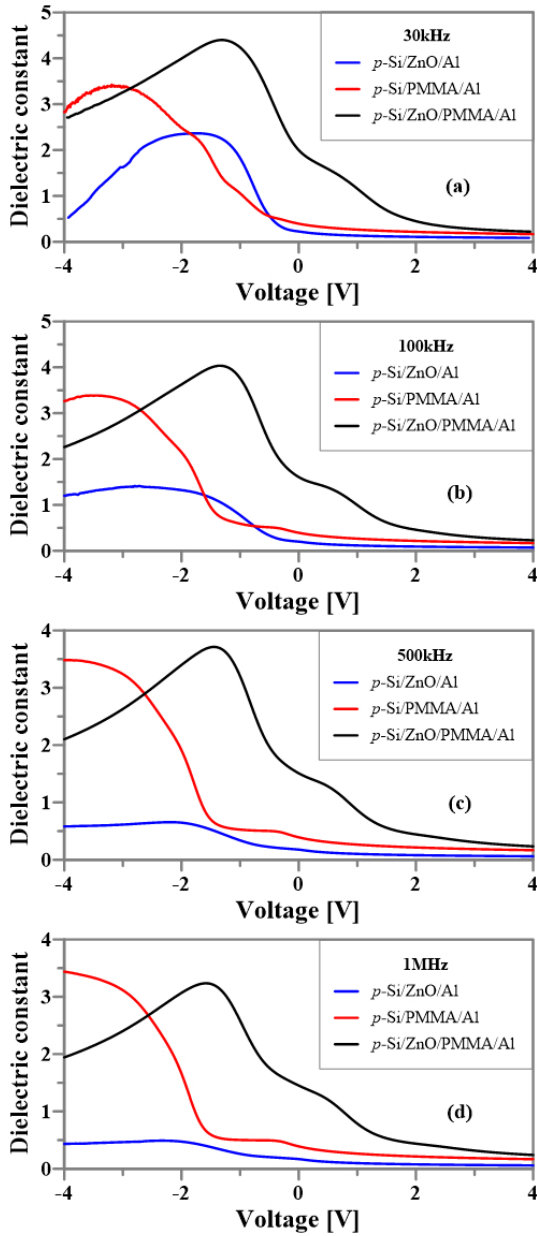 Dielectric constant
5
4
3
2
1
0
30kHz
p-Si/ZnO/Al
p-Si/PMMA/Al
p-Si/ZnO/PMMA/Al
(a)
-4 -2 0 2 4
Voltage [V]
Dielectric constant
5
4
3
2
1
0
100kHz
p-Si/ZnO/Al
p-Si/PMMA/Al
p-Si/ZnO/PMMA/Al
(b)
-4 -2 0 2 4
Voltage [V]
Dielectric constant
4
3
2
1
0
500kHz
p-Si/ZnO/Al
p-Si/PMMA/Al
p-Si/ZnO/PMMA/Al
(c)
-4 -2 0 2 4
Voltage [V]
Dielectric constant
4
3
2
1
0
1MHz
p-Si/ZnO/Al
p-Si/PMMA/Al
p-Si/ZnO/PMMA/Al
(d)
-4 -2 0 2 4
Voltage [V]